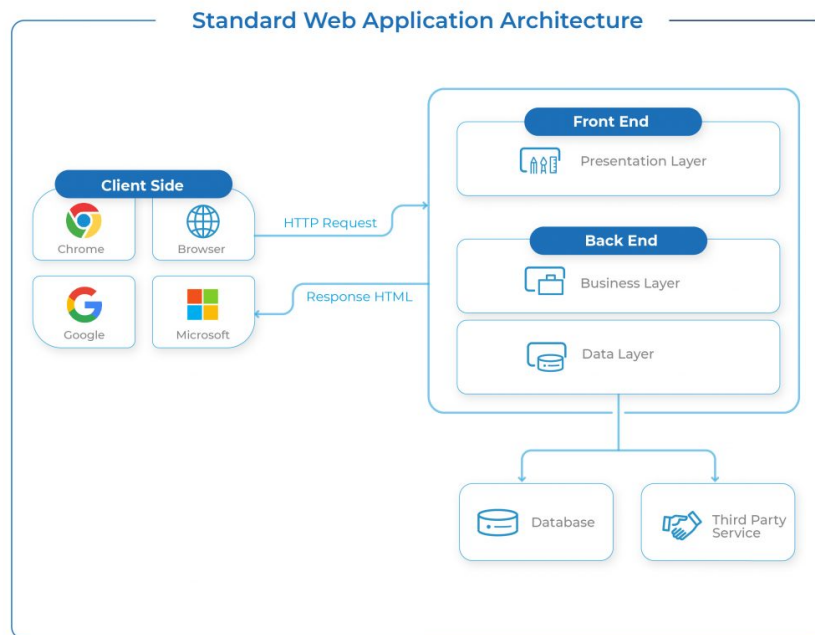 Standard Web Application Architecture
Front End
Presentation Layer
Client Side
Chrome
Browser
HTTP Request
Back End
Business Layer
Google
Microsoft
Response HTML
Data Layer
Database
Third Party
Service